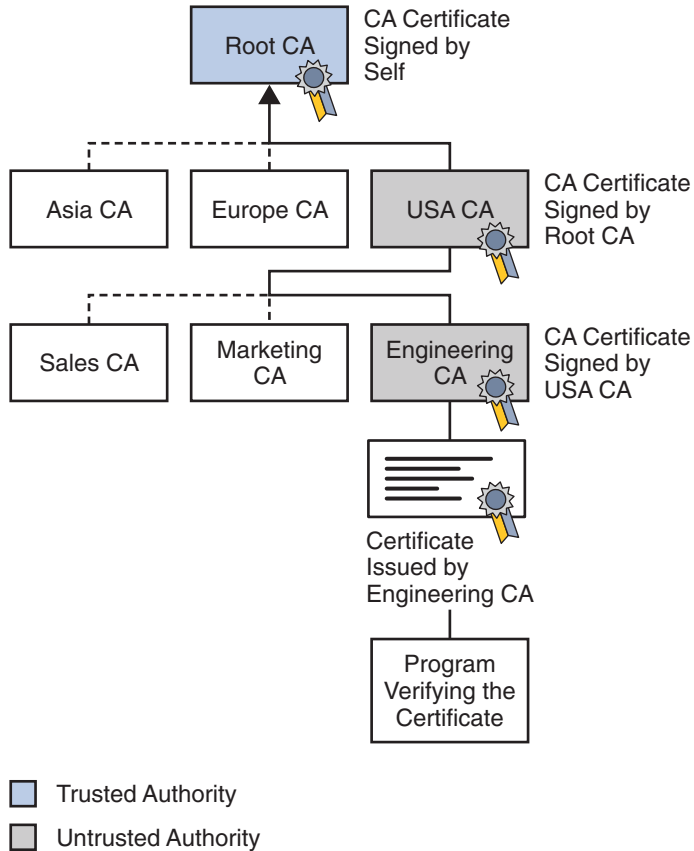 Root CA
CA Certificate
Signed by
Self
Asia CA
Europe CA
USA CA
CA Certificate
Signed by
Root CA
Sales CA
Marketing
CA
Engineering
CA
CA Certificate
Signed by
USA CA
Certificate
Issued by
Engineering CA
Program
Verifying the
Certificate
Trusted Authority
Untrusted Authority